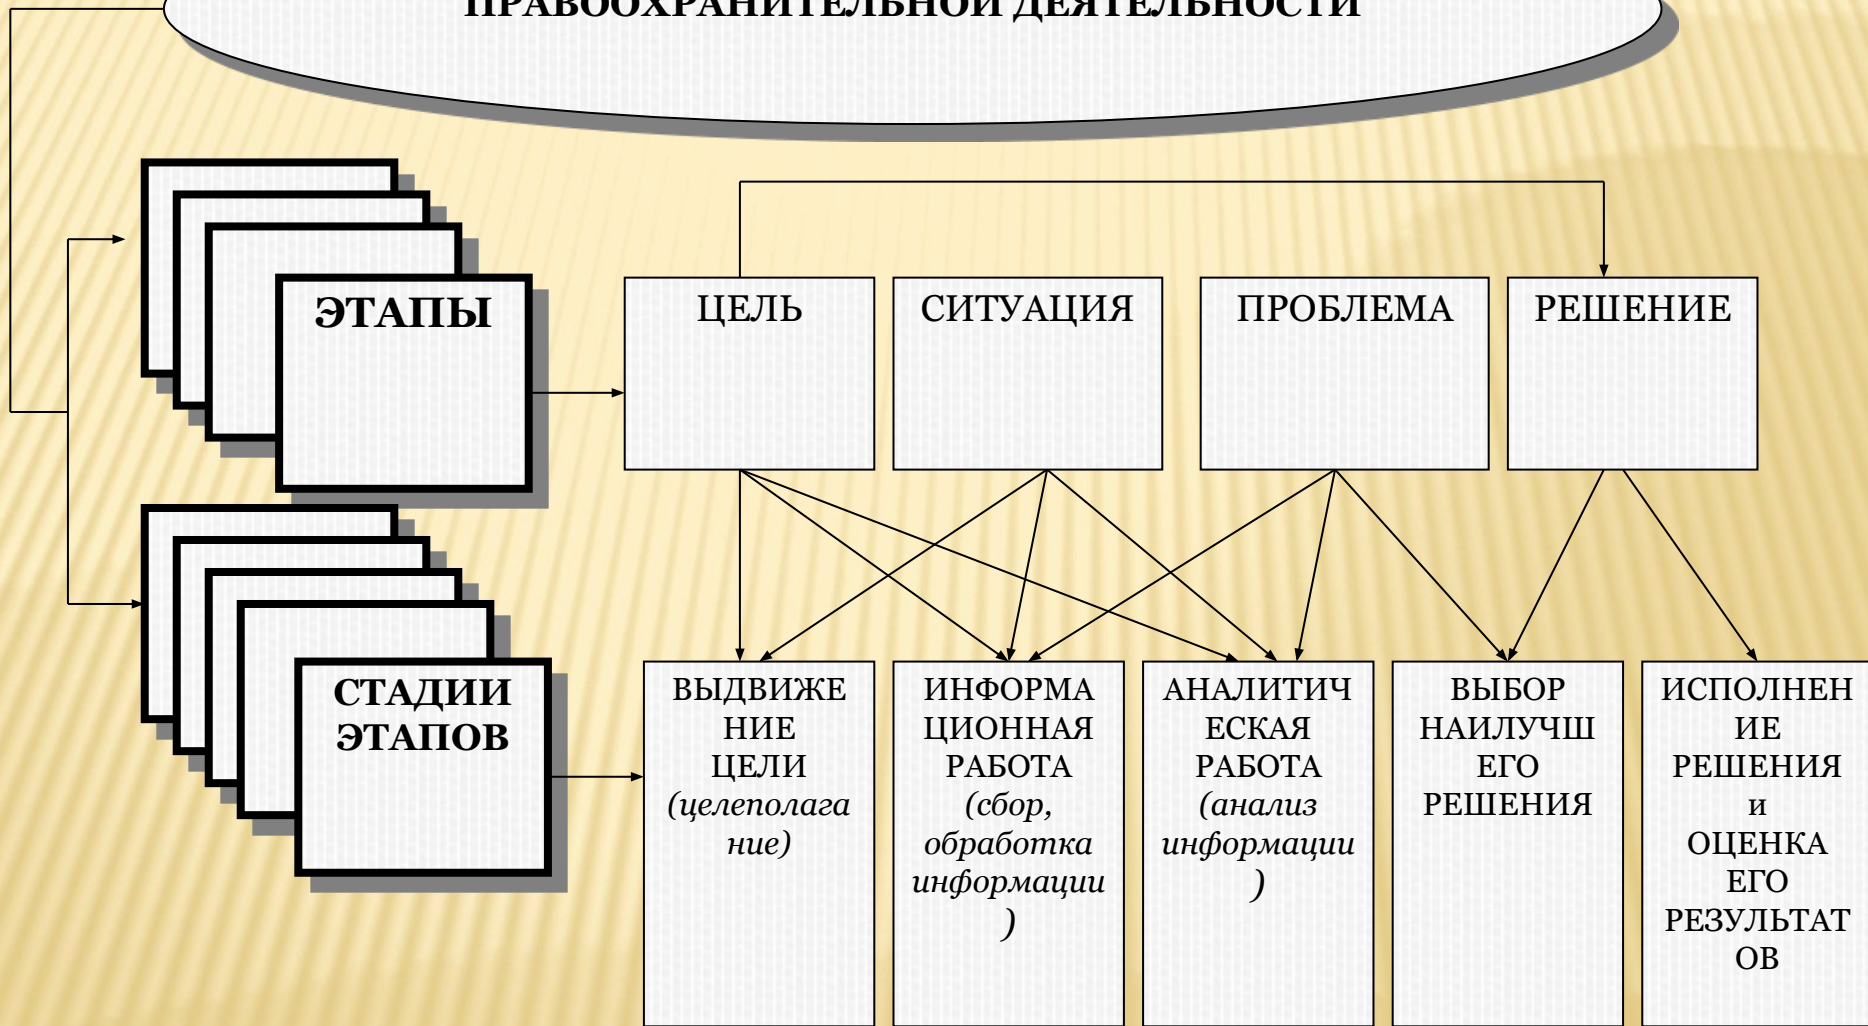 ПРАВООХРАНИТЕЛЬНОЙ ДЕЯТЕЛЬНОСТИ
ЭТАПЫ
ЦЕЛЬ
СИТУАЦИЯ
ПРОБЛЕМА
РЕШЕНИЕ
СТАДИИ
ЭТАПОВ
ВЫДВИЖЕ
НИЕ
ЦЕЛИ
(целеполага
ние)
ИНФОРМА
ЦИОННАЯ
РАБОТА
(сбор,
обработка
информации
)
АНАЛИТИЧ
ЕСКАЯ
РАБОТА
(анализ
информации
)
ВЫБОР
НАИЛУЧШ
ЕГО
РЕШЕНИЯ
ИСПОЛНЕН
ИЕ
РЕШЕНИЯ
и
ОЦЕНКА
ЕГО
РЕЗУЛЬТАТ
ОВ